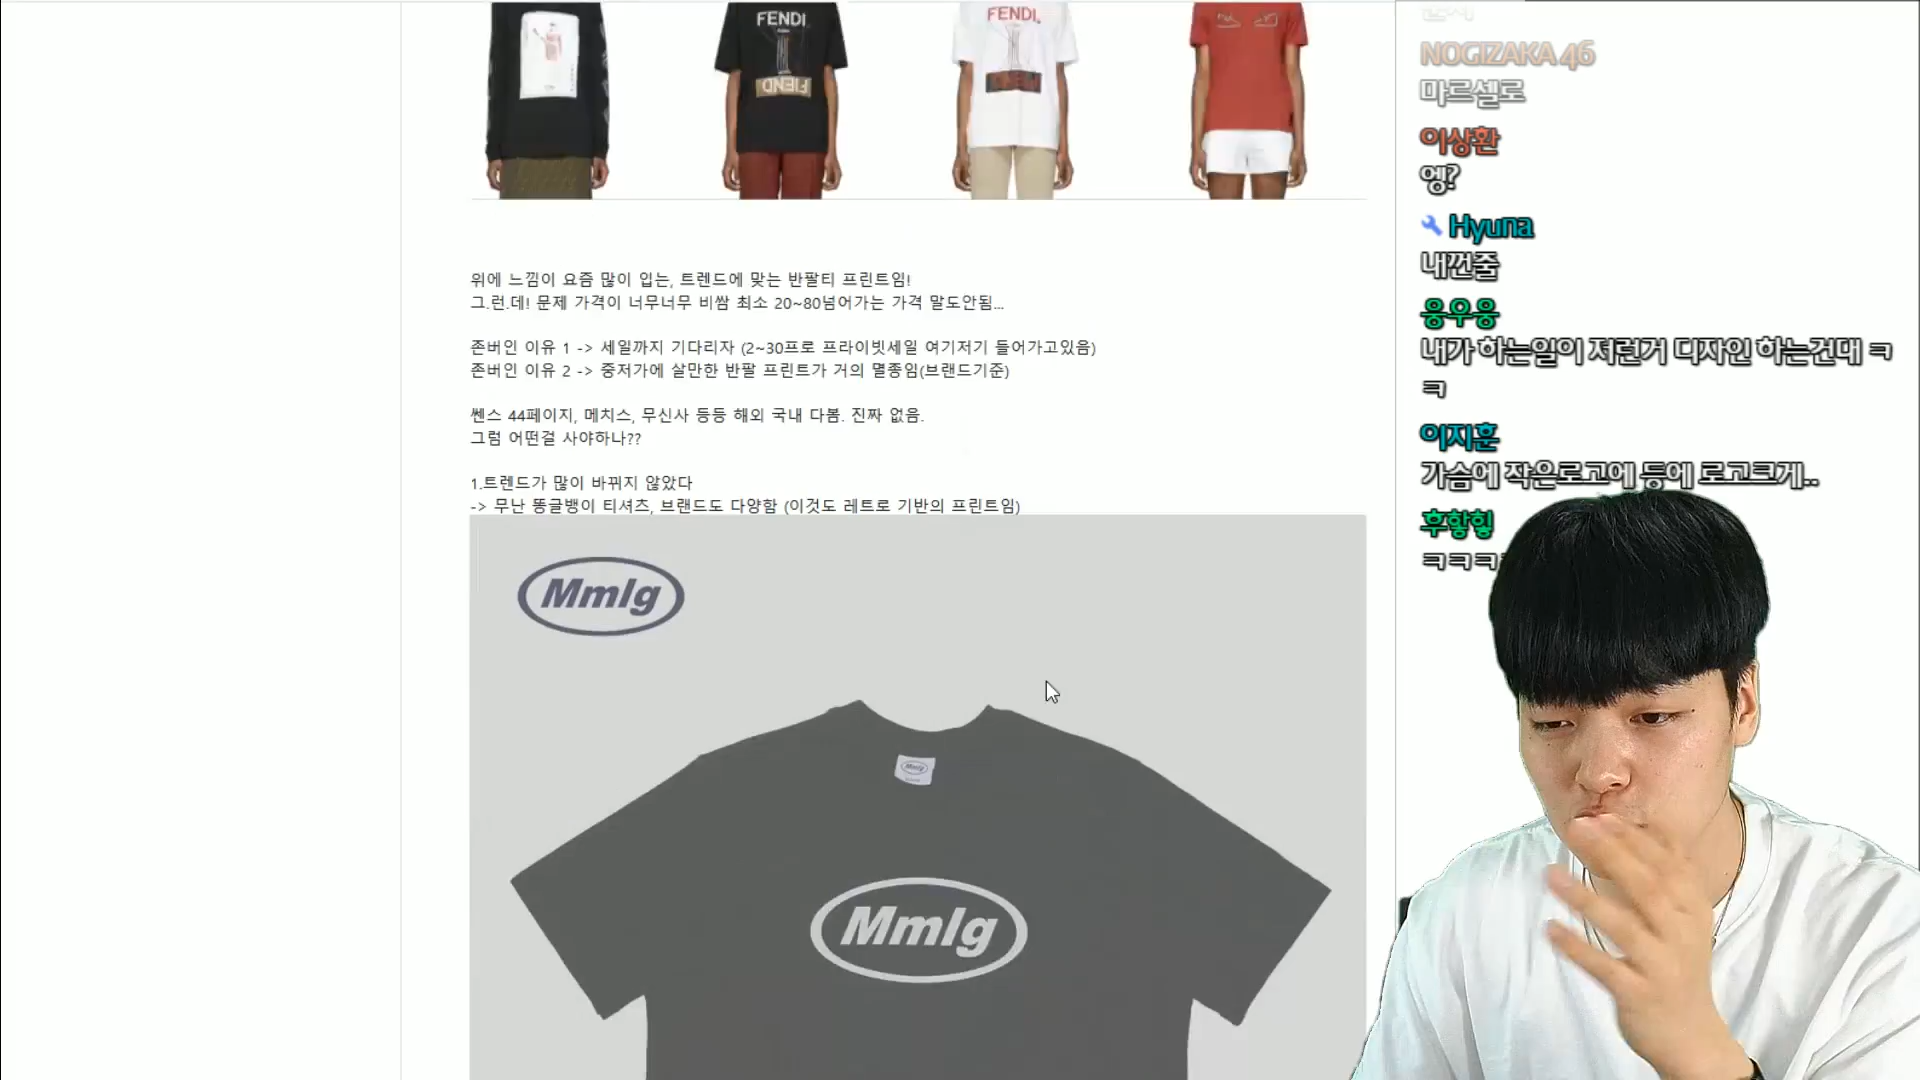 FENDI
FIEND
FENDI
위에 느낌이 요즘 많이 입는, 트렌드에 맞는 반팔티 프린트임!
그.런.데! 문제 가격이 너무너무 비쌈 최소 20~80넘어가는 가격 말도안됨...
존버인 이유 1 -> 세일까지 기다리자 (2~30프로 프라이빗세일 여기저기 들어가고있음)
존버인 이유 2 -> 중저가에 살만한 반팔 프린트가 거의 멸종임(브랜드기준)
쎈스 44페이지, 메치스, 무신사 등등 해외 국내 다봄. 진짜 없음.
그럼 어떤걸 사야하나??
1.트렌드가 많이 바뀌지 않았다
-> 무난 똥글뱅이 티셔츠, 브랜드도 다양함 (이것도 레트로 기반의 프린트임)
Mmlg
Mmlg
Mmlg
NOGIZAKA 46
마르셀로
이상환
엥?
Hyuna
내껀줄
웅우웅
내가 하는일이 저런거 디자인 하는건대 ㅋ
ㅋ
이지훈
가슴에 작은로고에 등에 로고크게..
후핳힣
ㅋㅋㅋ